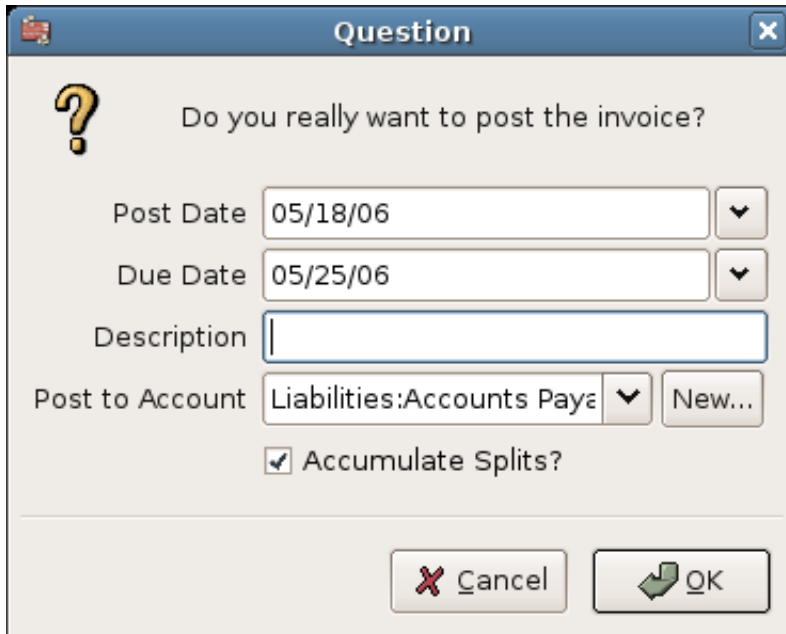 Question
Do you really want to post the invoice?
Post Date 05/18/06
Due Date 05/25/06
Description
Post to Account Liabilities:Accounts Paya New...
Accumulate Splits?
Cancel OK